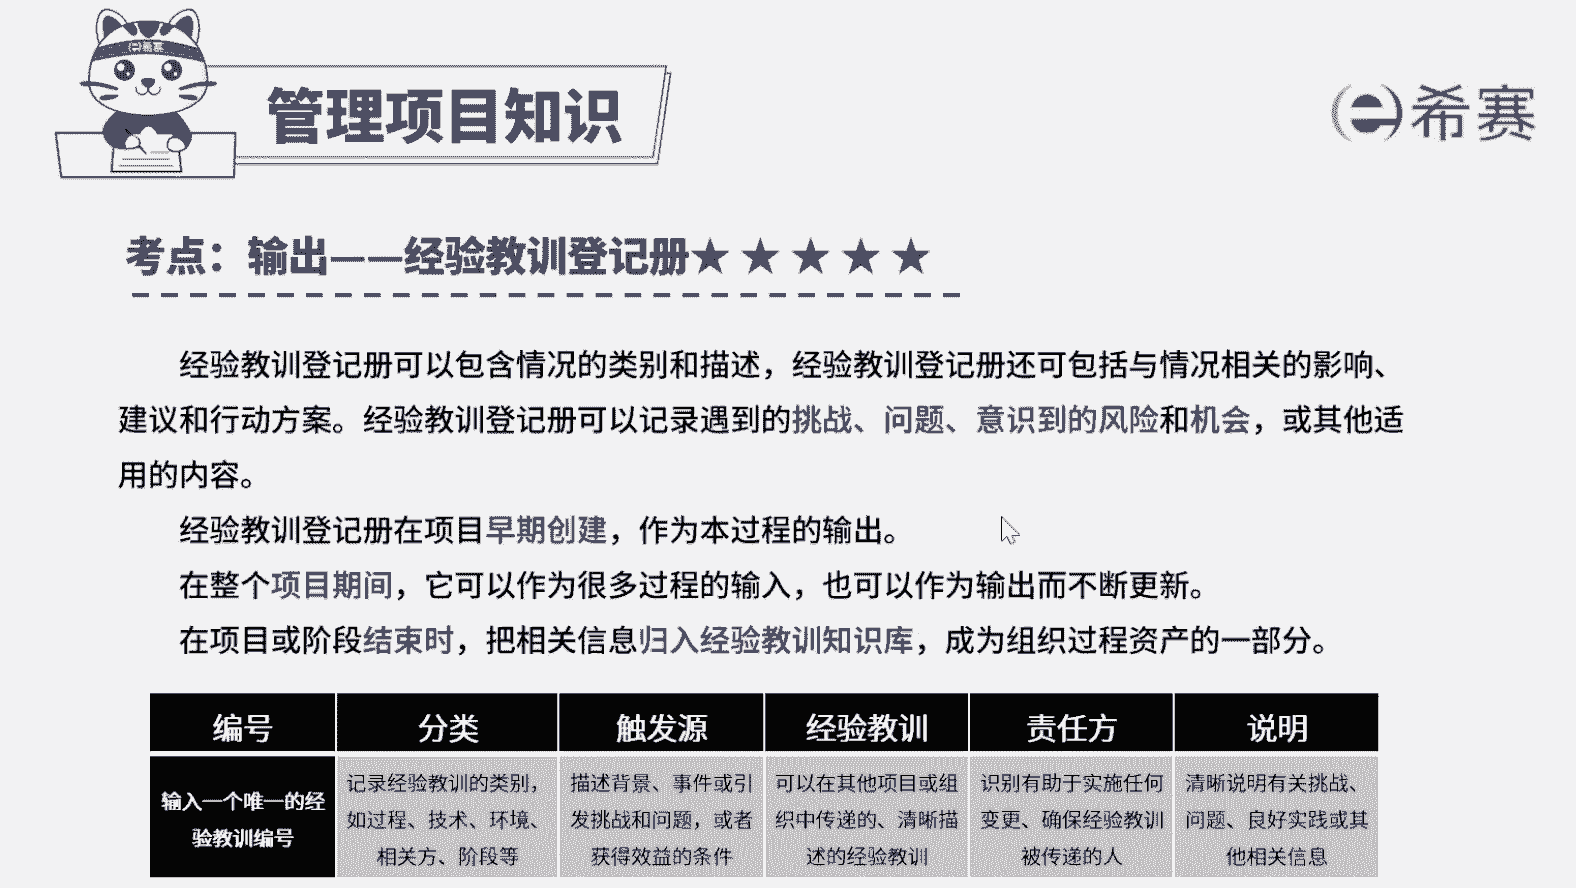 希赛
管理项目知识
希赛
考点：输出——经验教训登记册★★★★★
经验教训登记册可以包含情况的类别和描述，经验教训登记册还可包括与情况相关的影响、
建议和行动方案。经验教训登记册可以记录遇到的挑战、问题、意识到的风险和机会，或其他适
用的内容。
经验教训登记册在项目早期创建，作为本过程的输出。
在整个项目期间，它可以作为很多过程的输入，也可以作为输出而不断更新。
在项目或阶段结束时，把相关信息归入经验教训知识库，成为组织过程资产的一部分。
编号 分类 触发源 经验教训 责任方 说明
输入一个唯一的经
验教训编号
记录经验教训的类别，
如过程、技术、环境、
相关方、阶段等
描述背景、事件或引
发挑战和问题，或者
获得效益的条件
可以在其他项目或组
织中传递的、清晰描
述的经验教训
识别有助于实施任何
变更、确保经验教训
被传递的人
清晰说明有关挑战、
问题、良好实践或其
他相关信息